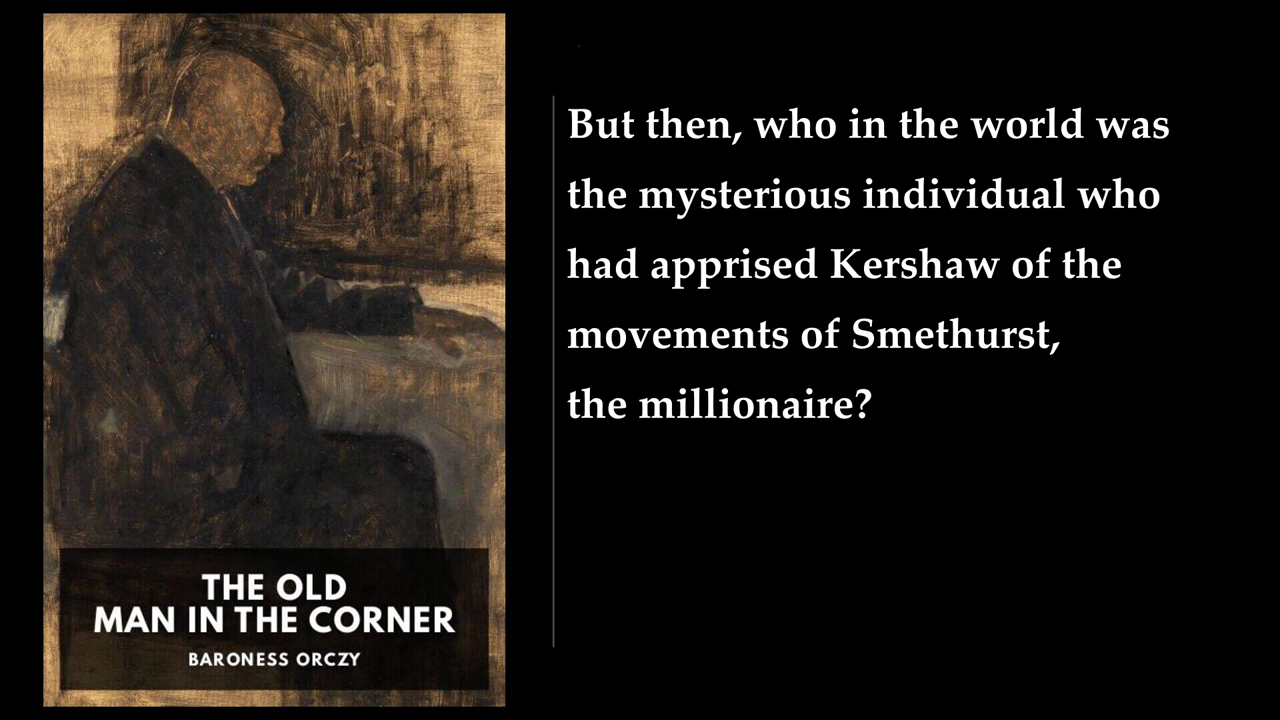 THE OLD
MAN IN THE CORNER
BARONESS ORCZY
But then, who in the world was
the mysterious individual who
had apprised Kershaw of the
movements of Smethurst,
the millionaire?